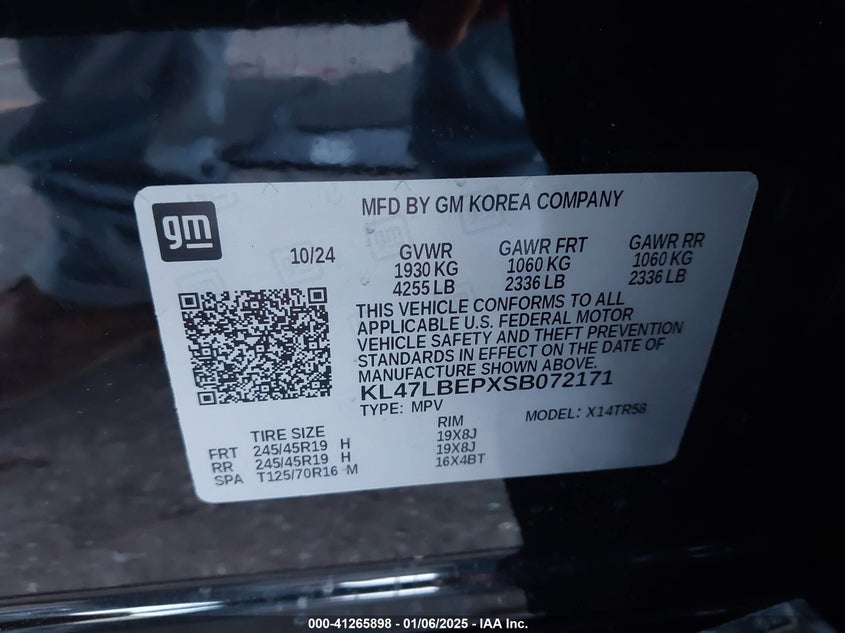 gm
MFD BY GM KOREA COMPANY
10/24
GVWR
1930 KG
4255 LB
GAWR FRT
1060 KG
2336 LB
GAWR RR
1060 KG
2336 LB
THIS VEHICLE CONFORMS TO ALL
APPLICABLE U.S. FEDERAL MOTOR
VEHICLE SAFETY AND THEFT PREVENTION
STANDARDS IN EFFECT ON THE DATE OF
MANUFACTURE SHOWN ABOVE.
KL47LBEPXSB072171
TYPE: MPV
MODEL: X14TR58
TIRE SIZE
RIM
FRT 245/45R19 H 19X8J
RR 245/45R19 H 19X8J
SPA T125/70R16 M 16X4BT
000-41265898 - 01/06/2025 - © IAA Inc.